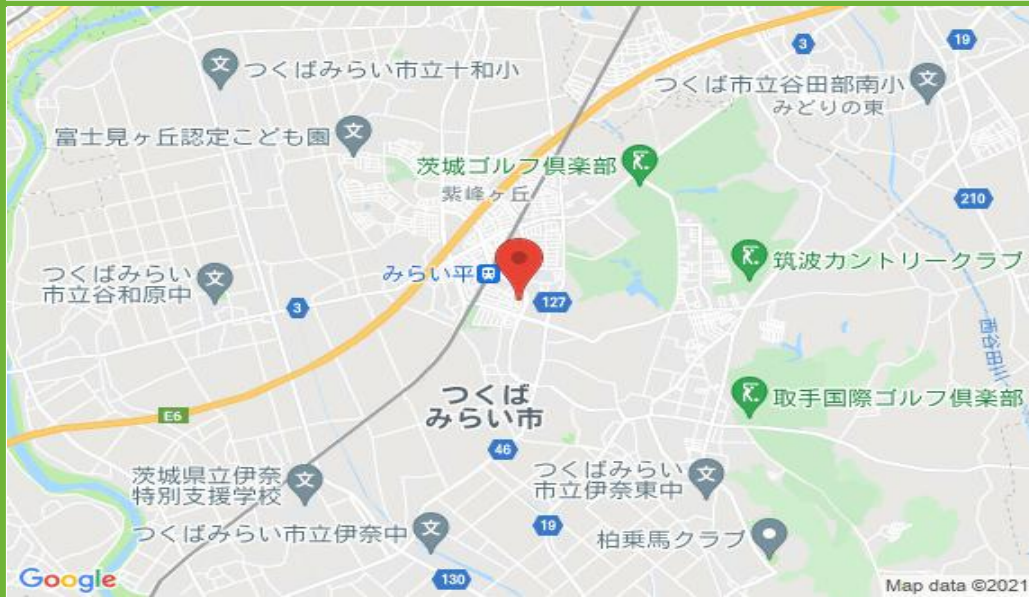 19
3
つくばみらい市立十和小
つくば市立谷田部南小
みどりの東
富士見ヶ丘認定こども園
茨城ゴルフ倶楽部
紫峰ヶ丘
210
つくばみらい
市立谷和原中
みらい平
筑波カントリークラブ
3
127
西谷田川
つくば
みらい市
取手国際ゴルフ倶楽部
E6
46
茨城県立伊奈
特別支援学校
つくばみらい
市立伊奈東中
つくばみらい市立伊奈中
19
柏乗馬クラブ
130
Google
Map data ©2021